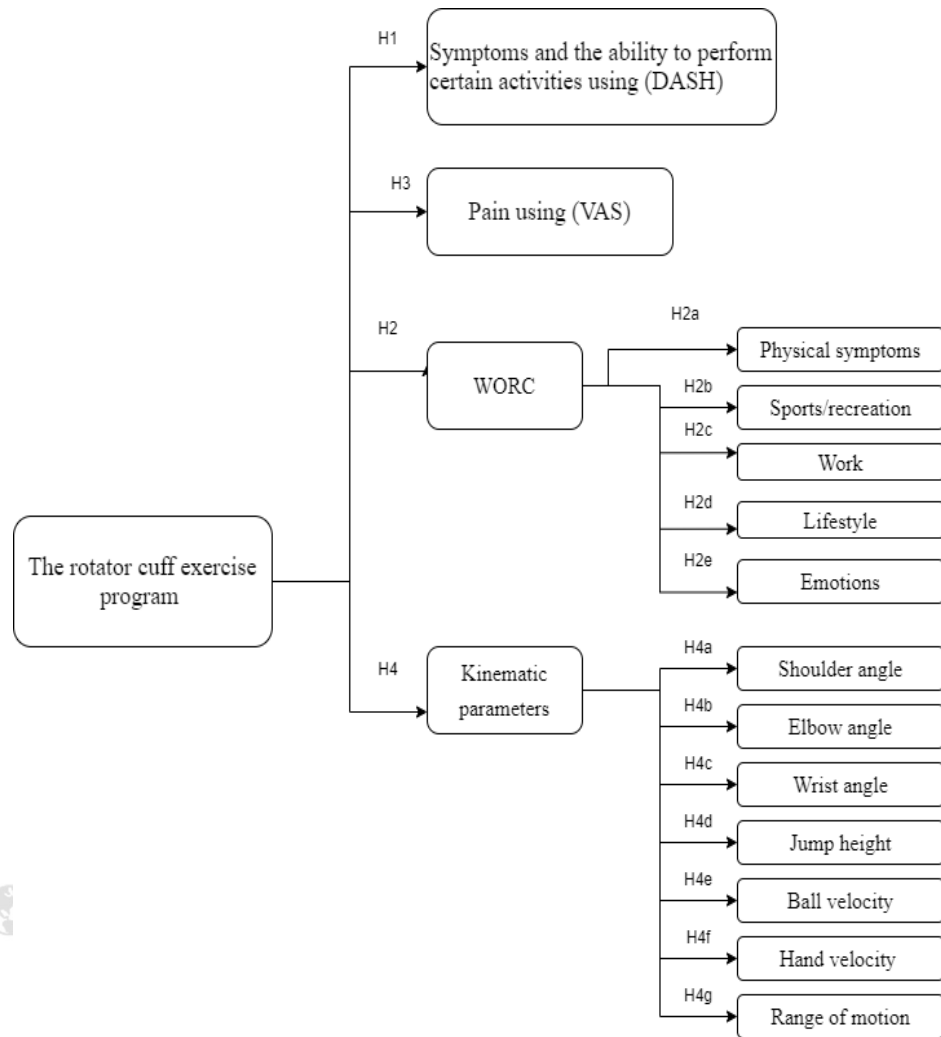 H1
Symptoms and the ability to perform
certain activities using (DASH)
H3
Pain using (VAS)
H2
WORC
H2a
Physical symptoms
H2b
Sports/recreation
H2c
Work
H2d
Lifestyle
H2e
Emotions
The rotator cuff exercise
program
H4
Kinematic
parameters
H4a
Shoulder angle
H4b
Elbow angle
H4c
Wrist angle
H4d
Jump height
H4e
Ball velocity
H4f
Hand velocity
H4g
Range of motion